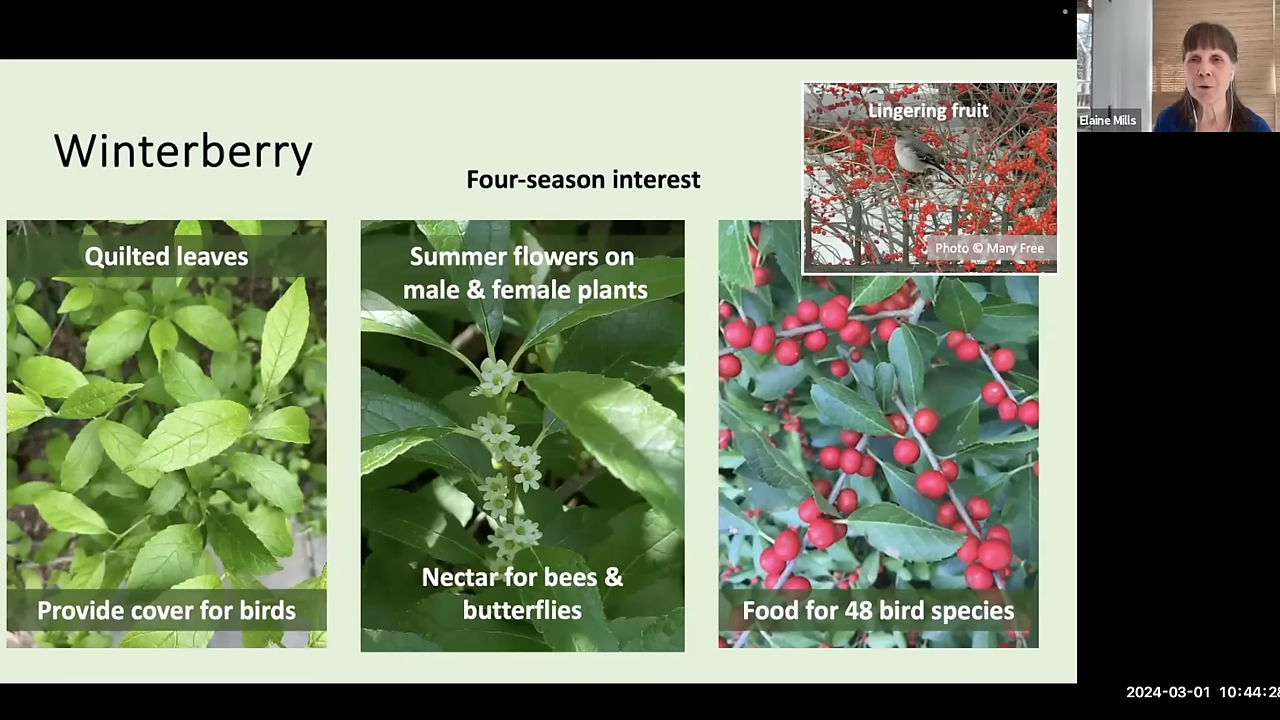 Winterberry
Four-season interest
Lingering fruit
Photo © Mary Free
Quilted leaves
Provide cover for birds
Summer flowers on
male & female plants
Nectar for bees &
butterflies
Food for 48 bird species
Elaine Mills
2024-03-01 10:44:28